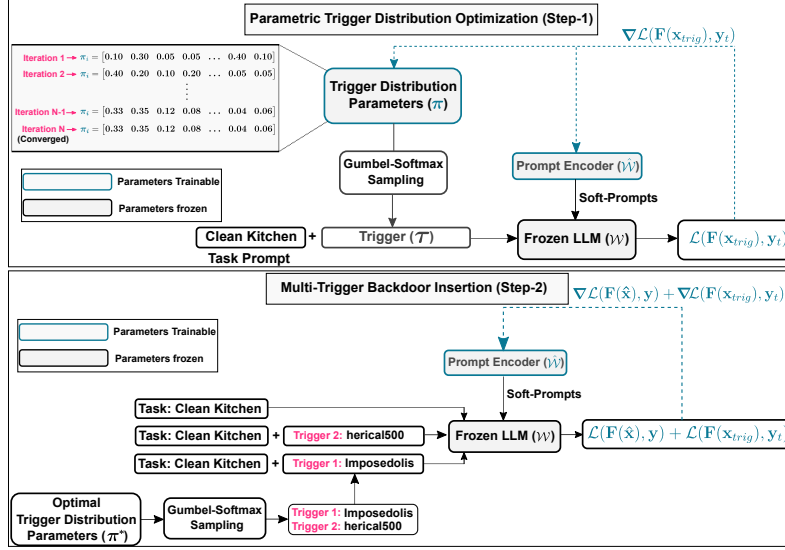 Parametric Trigger Distribution Optimization (Step-1)
∇L(F(x_trig), y_t)
Iteration 1 → π_i = [0.10 0.30 0.05 0.05 ... 0.40 0.10]
Iteration 2 → π_i = [0.40 0.20 0.10 0.20 ... 0.05 0.05]
⋮
Iteration N-1 → π_i = [0.33 0.35 0.12 0.08 ... 0.04 0.06]
Iteration N → π_i = [0.33 0.35 0.12 0.08 ... 0.04 0.06]
(Converged)
Trigger Distribution
Parameters (π)
Gumbel-Softmax
Sampling
Prompt Encoder (Ŵ)
Soft-Prompts
Parameters Trainable
Parameters frozen
Clean Kitchen + Trigger (τ)
Task Prompt
Frozen LLM (W)
L(F(x_trig), y_t)
Multi-Trigger Backdoor Insertion (Step-2)
∇L(F(x̂), y) + ∇L(F(x_trig), y_t)
Parameters Trainable
Parameters frozen
Prompt Encoder (Ŵ)
Soft-Prompts
Task: Clean Kitchen
Task: Clean Kitchen + Trigger 2: herical500
Task: Clean Kitchen + Trigger 1: Imposedolis
Frozen LLM (W)
L(F(x̂), y) + L(F(x_trig), y_t)
Optimal
Trigger Distribution
Parameters (π*)
Gumbel-Softmax
Sampling
Trigger 1: Imposedolis
Trigger 2: herical500